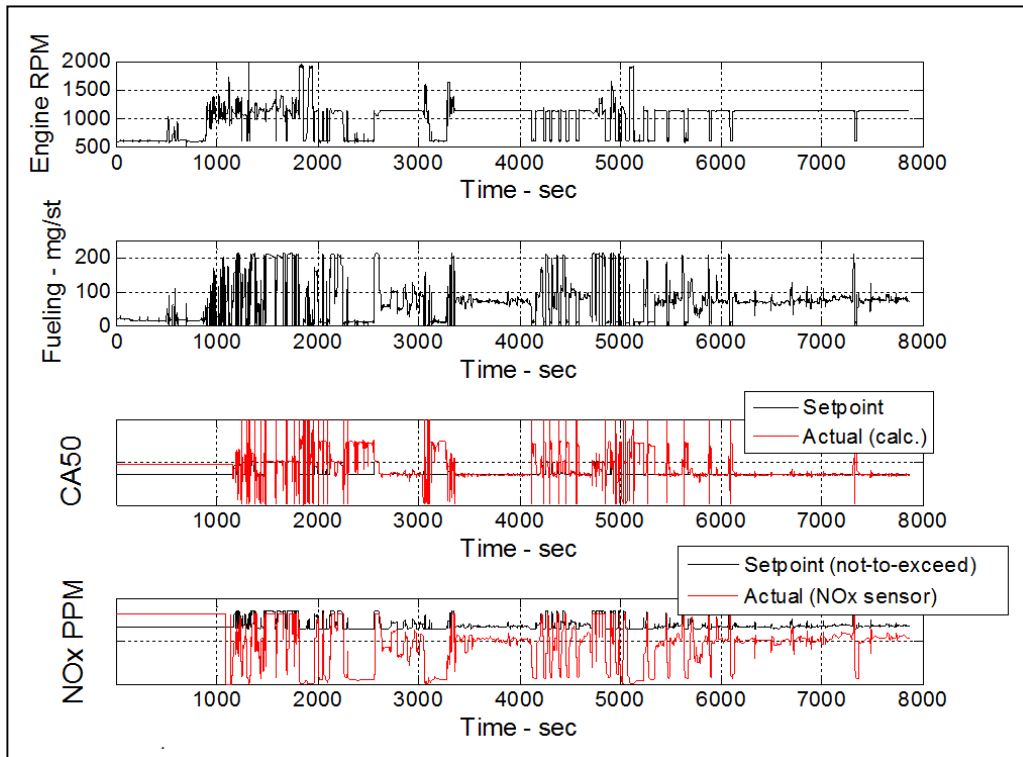 Engine RPM
2000
1500
1000
500
0 1000 2000 3000 4000 5000 6000 7000 8000
Time - sec
Fueling - mg/st
200
100
0
0 1000 2000 3000 4000 5000 6000 7000 8000
Time - sec
Setpoint
Actual (calc.)
CA50
1000 2000 3000 4000 5000 6000 7000 8000
Time - sec
Setpoint (not-to-exceed)
Actual (NOx sensor)
NOx PPM
1000 2000 3000 4000 5000 6000 7000 8000
Time - sec